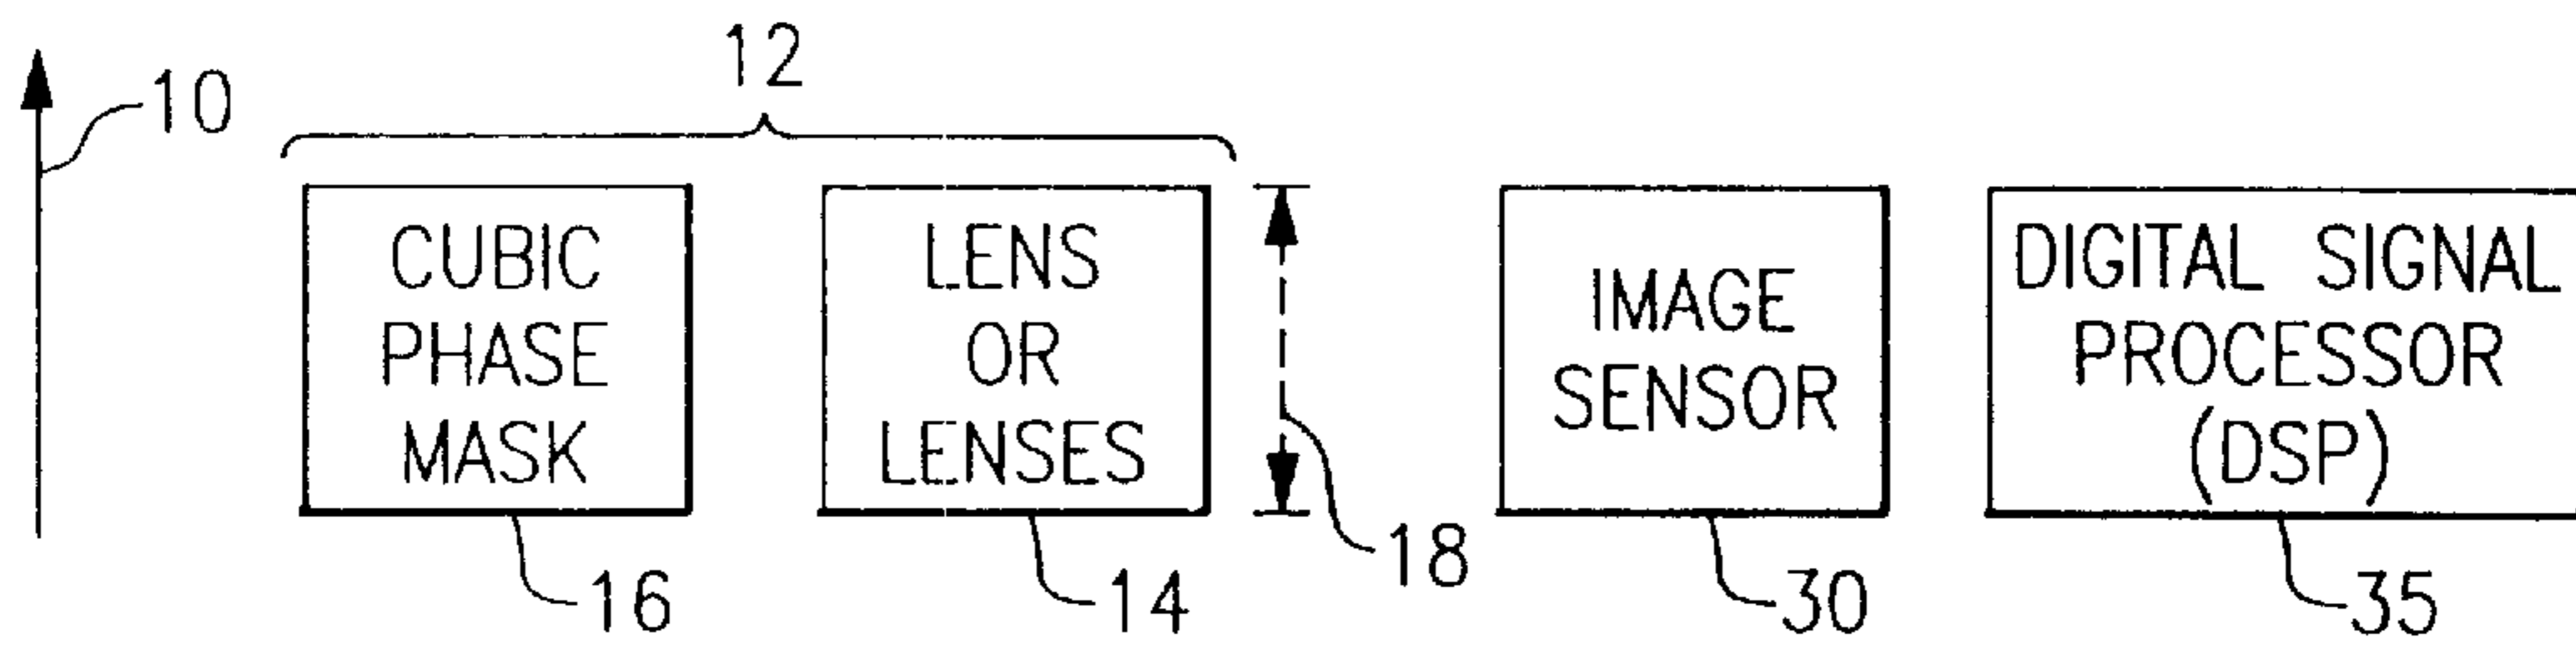 12
10
CUBIC
PHASE
MASK
LENS
OR
LENSES
IMAGE
SENSOR
DIGITAL SIGNAL
PROCESSOR
(DSP)
16
14
18
30
35